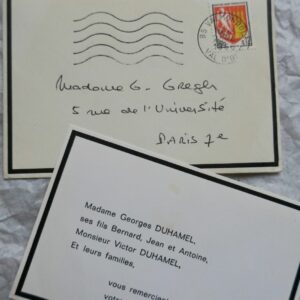 Madame G. Gregh
5 rue de l'Université
PARIS 7e
Madame Georges DUHAMEL,
ses fils Bernard, Jean et Antoine,
Monsieur Victor DUHAMEL,
Et leurs familles,
vous remercie